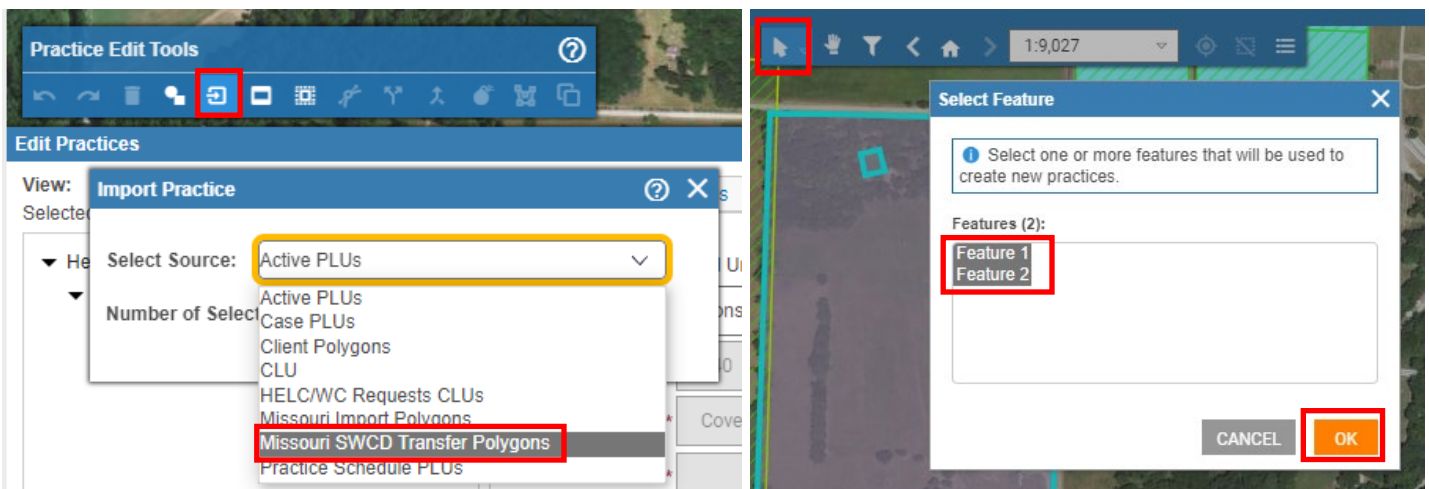 Practice Edit Tools
Edit Practices
View:
Import Practice
Select Source:
Active PLUs
Active PLUs
Case PLUs
Client Polygons
CLU
HELC/WC Requests CLUs
Missouri Import Polygons
Missouri SWCD Transfer Polygons
Practice Schedule PLUs
Number of
1:9,027
Select Feature
Select one or more features that will be used to
create new practices.
Features (2):
Feature 1
Feature 2
CANCEL
OK